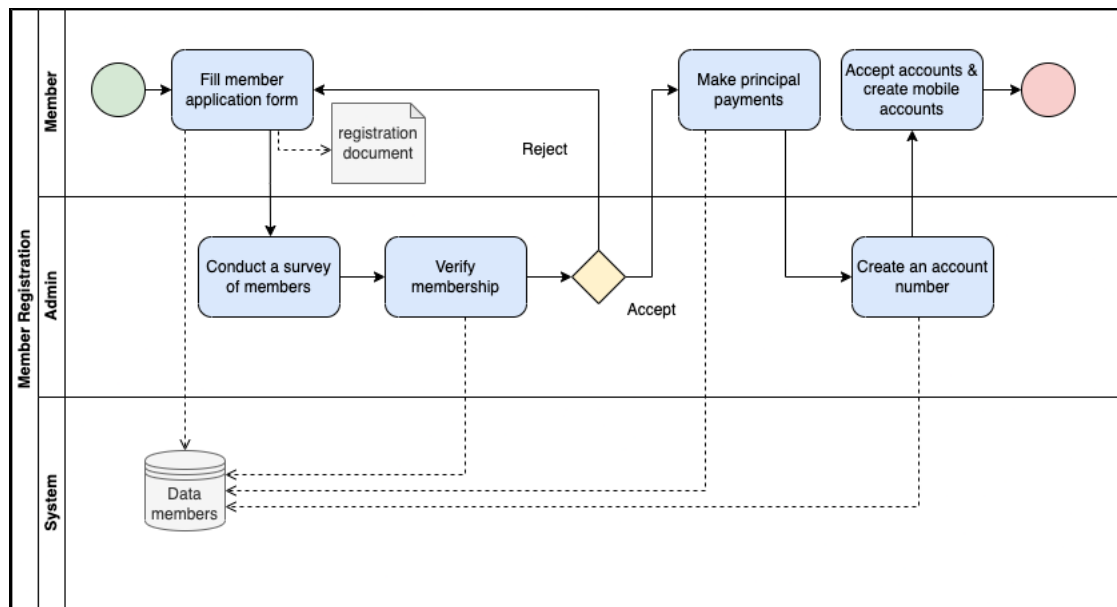 Member Registration
Member
Fill member
application form
registration
document
Reject
Make principal
payments
Accept accounts &
create mobile
accounts
Admin
Conduct a survey
of members
Verify
membership
Accept
Create an account
number
System
Data
members